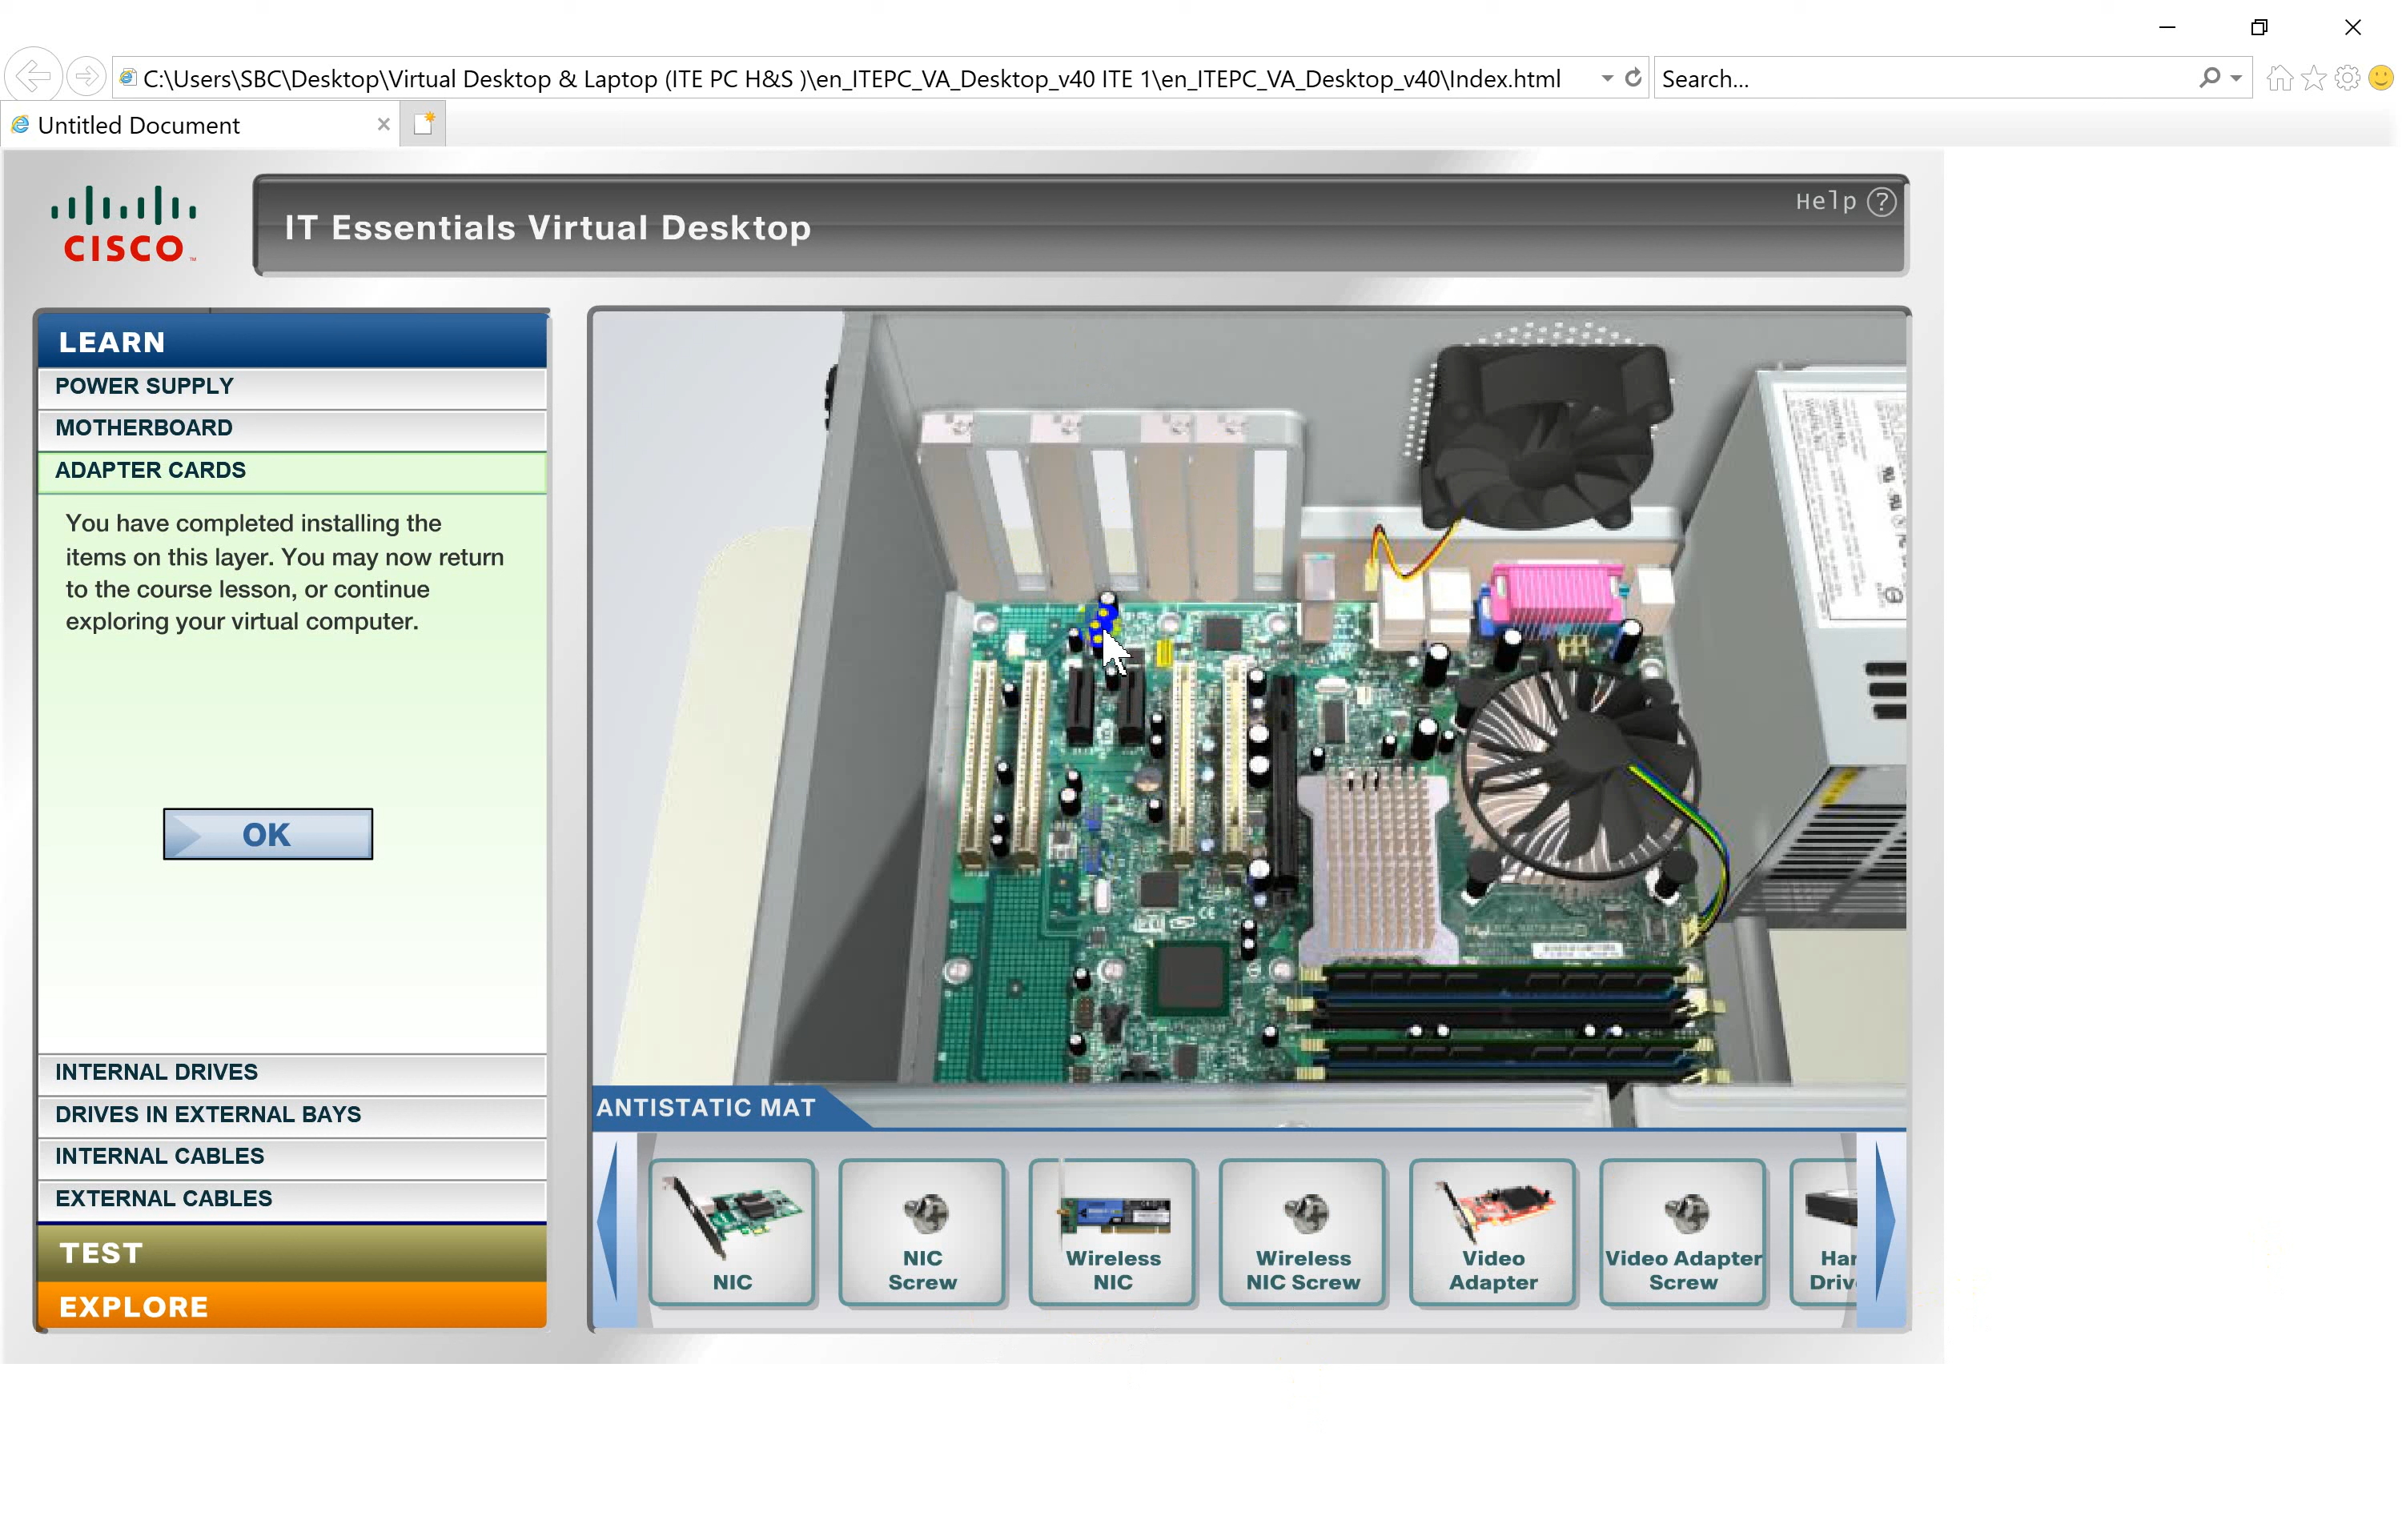 C:\Users\SBC\Desktop\Virtual Desktop & Laptop (ITE PC H&S )\en_ITEPC_VA_Desktop_v40 ITE 1\en_ITEPC_VA_Desktop_v40\Index.html
Search...
Untitled Document
CISCO
IT Essentials Virtual Desktop
Help ?
LEARN
POWER SUPPLY
MOTHERBOARD
ADAPTER CARDS
You have completed installing the
items on this layer. You may now return
to the course lesson, or continue
exploring your virtual computer.
OK
INTERNAL DRIVES
DRIVES IN EXTERNAL BAYS
INTERNAL CABLES
EXTERNAL CABLES
TEST
EXPLORE
ANTISTATIC MAT
NIC
NIC
Screw
Wireless
NIC
Wireless
NIC Screw
Video
Adapter
Video Adapter
Screw
Har
Driv